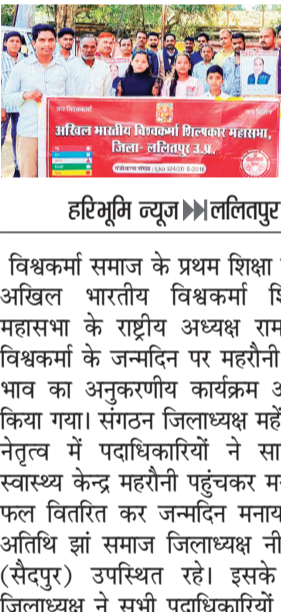 जय विश्वकर्मा
अखिल भारतीय विश्वकर्मा शिल्पकार महासभा,
जिला- ललितपुर उ.प्र.
हरिभूमि न्यूज ललितपुर
विश्वकर्मा समाज के प्रथम शिक्षा
अखिल भारतीय विश्वकर्मा शि
महासभा के राष्ट्रीय अध्यक्ष राम
विश्वकर्मा के जन्मदिन पर महरौनी
भाव का अनुकरणीय कार्यक्रम अ
किया गया। संगठन जिलाध्यक्ष महें
नेतृत्व में पदाधिकारियों ने सा
स्वास्थ्य केन्द्र महरौनी पहुंचकर म
फल वितरित कर जन्मदिन मनाय
अतिथि झां समाज जिलाध्यक्ष नी
(सैदपुर) उपस्थित रहे। इसके
जिलाध्यक्ष ने सभी पदाधिकारियों